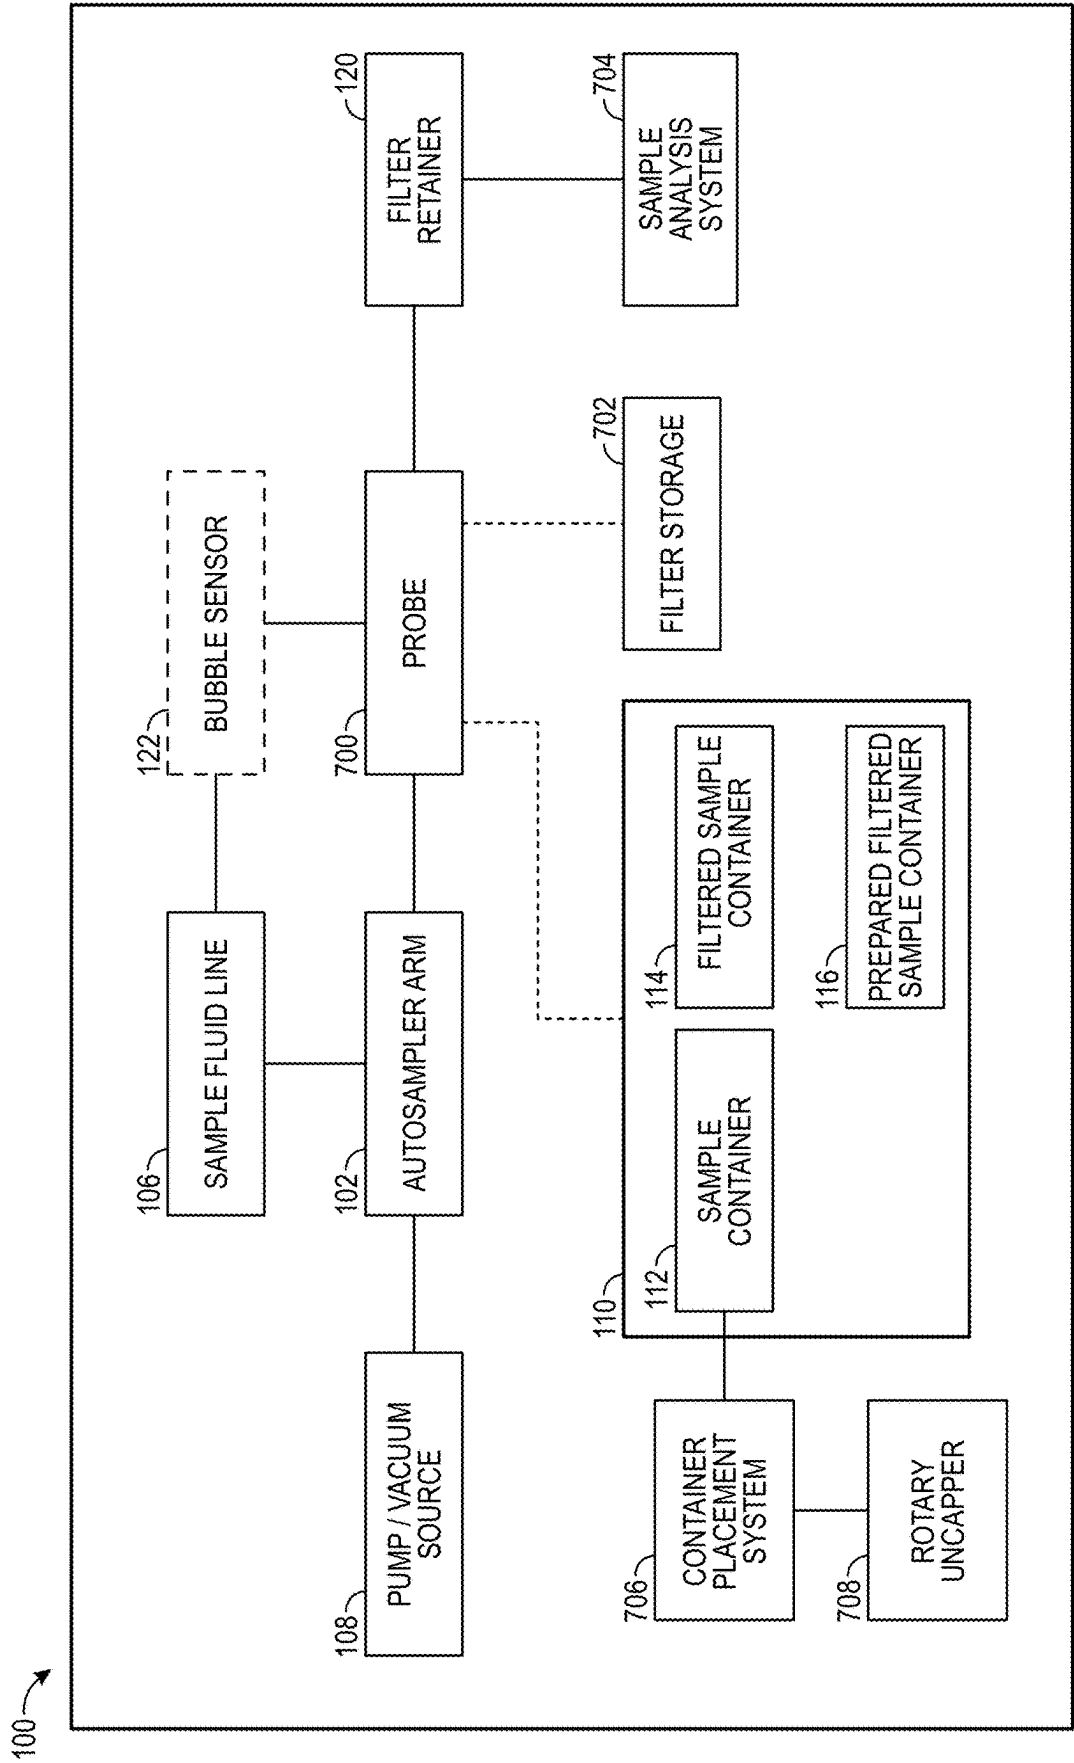 100
122
BUBBLE SENSOR
106
SAMPLE FLUID LINE
108
PUMP / VACUUM
SOURCE
102
AUTOSAMPLER ARM
700
PROBE
120
FILTER
RETAINER
110
112
SAMPLE
CONTAINER
114
FILTERED SAMPLE
CONTAINER
116
PREPARED FILTERED
SAMPLE CONTAINER
702
FILTER STORAGE
704
SAMPLE
ANALYSIS
SYSTEM
706
CONTAINER
PLACEMENT
SYSTEM
708
ROTARY
UNCAPPER